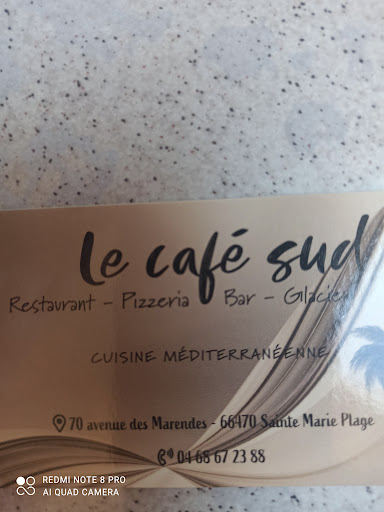 le café sud
Restaurant - Pizzeria Bar - Glacier
CUISINE MÉDITERRANÉENNE
70 avenue des Marendes - 66470 Sainte Marie Plage
04 68 67 23 88
REDMI NOTE 8 PRO
AI QUAD CAMERA